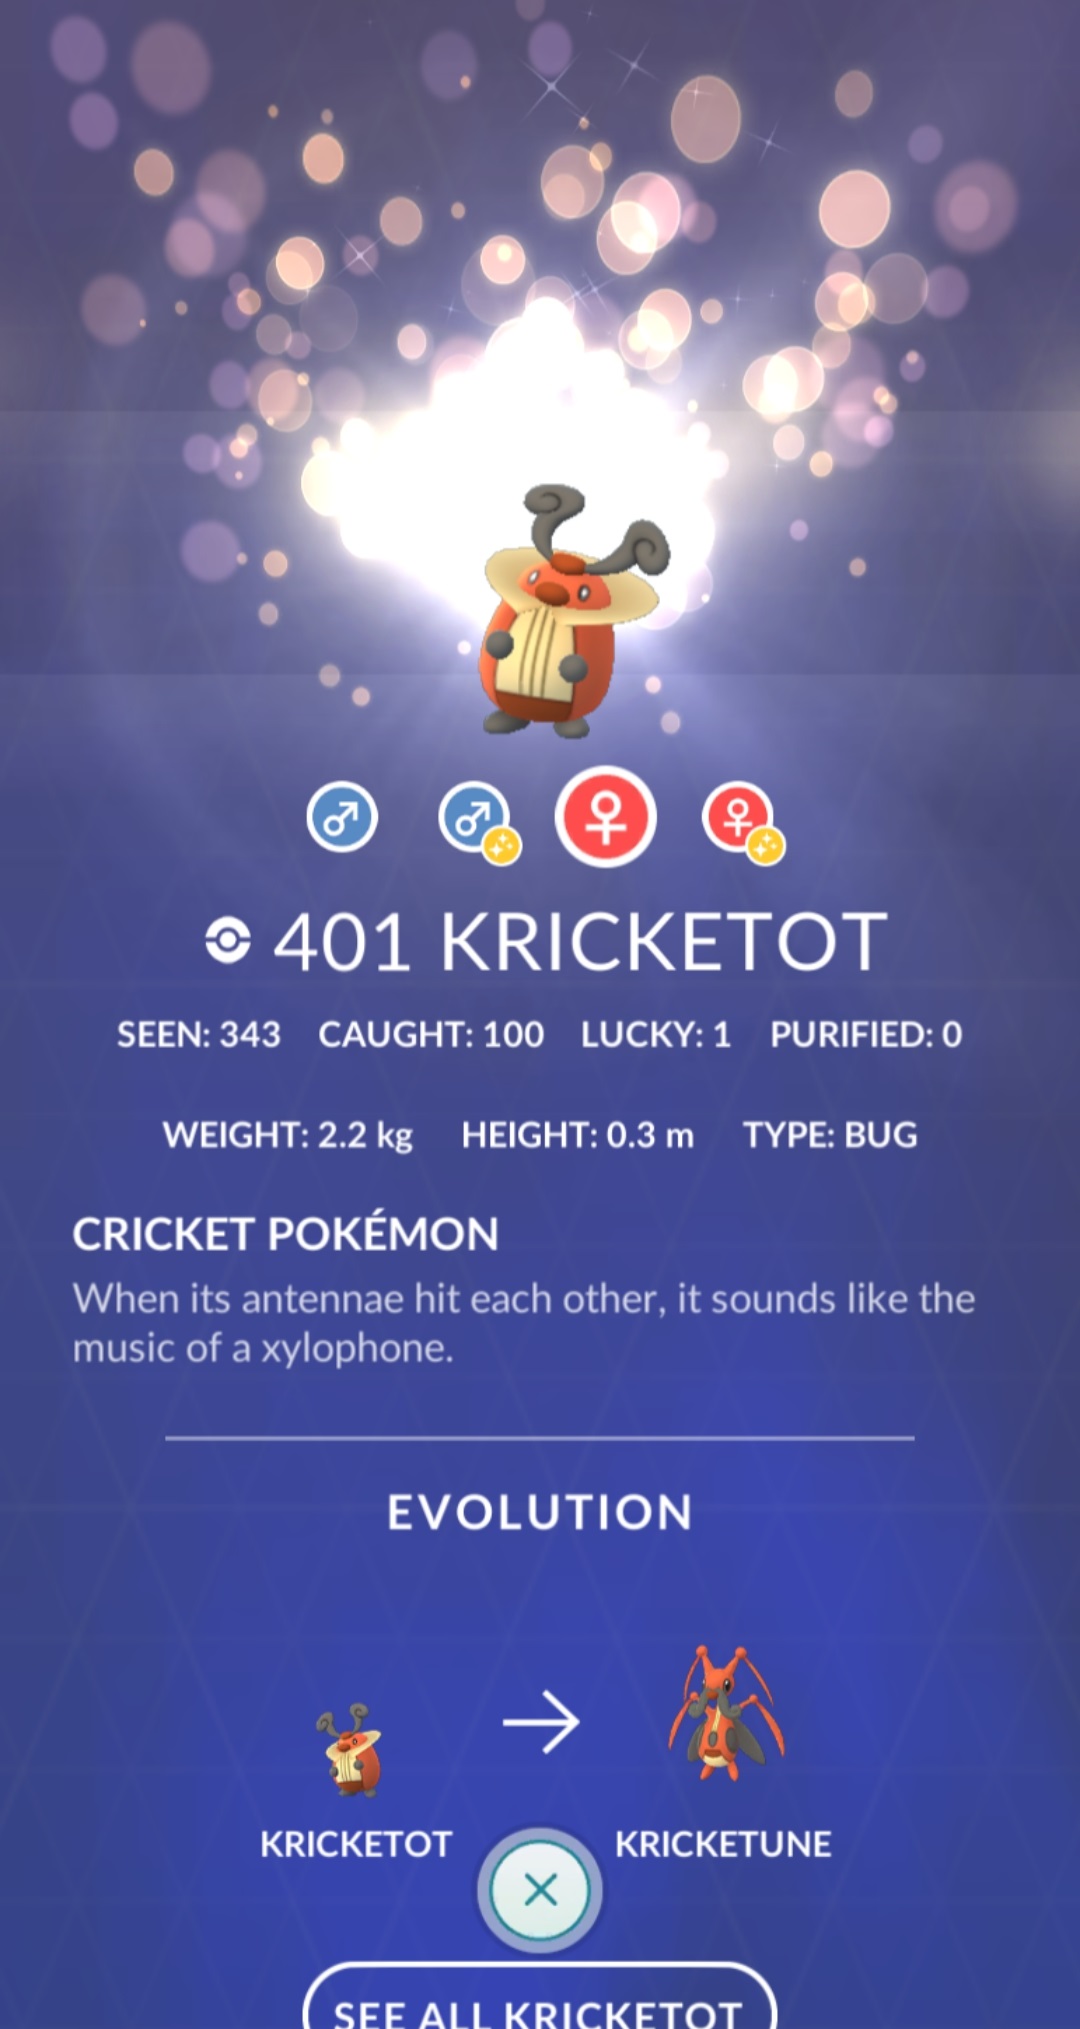 401 KRICKETOT
SEEN: 343 CAUGHT: 100 LUCKY: 1 PURIFIED: 0
WEIGHT: 2.2 kg HEIGHT: 0.3 m TYPE: BUG
CRICKET POKÉMON
When its antennae hit each other, it sounds like the
music of a xylophone.
EVOLUTION
KRICKETOT KRICKETUNE
SEE ALL KRICKETOT